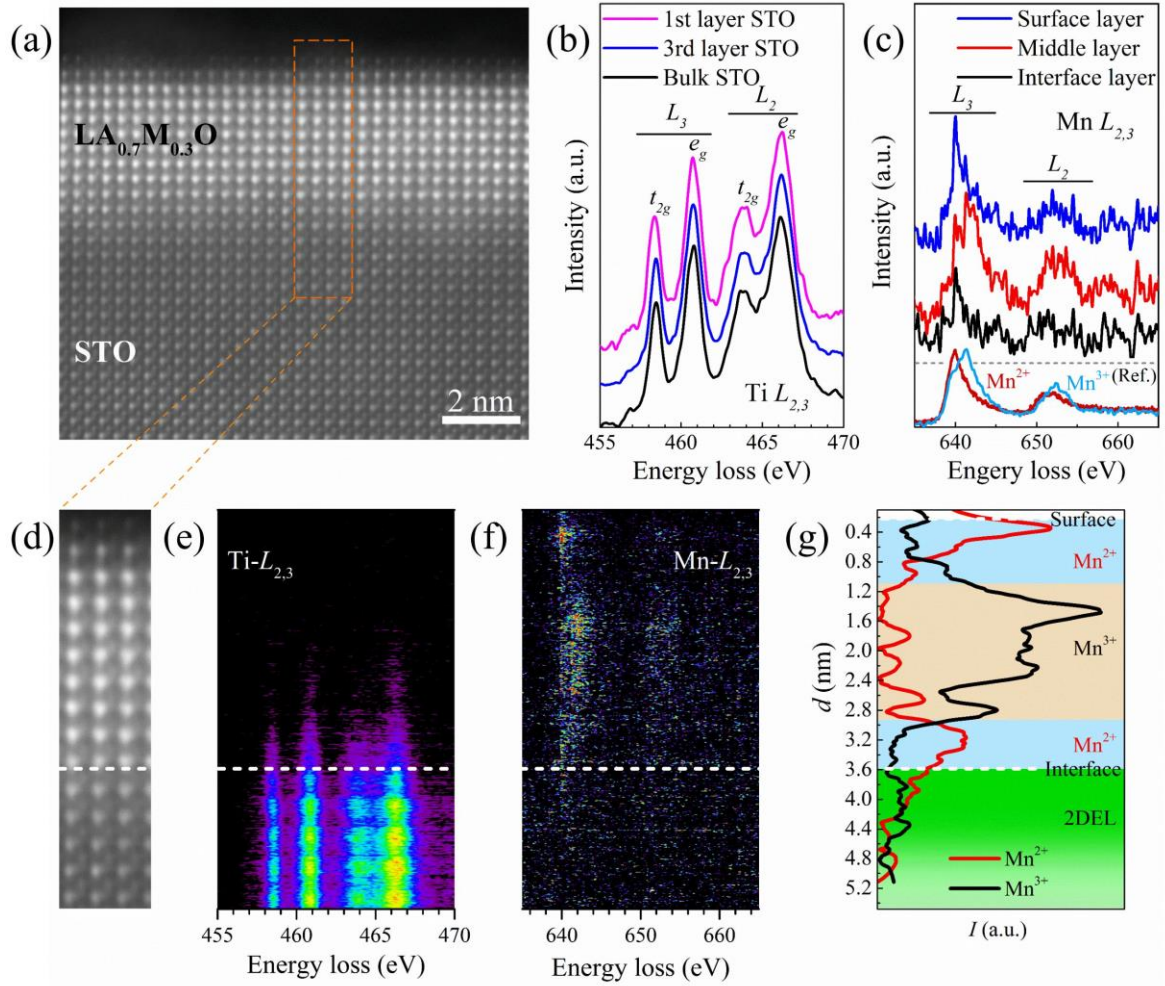 (a)
LA0.7M0.3O
STO
2 nm
(b)
1st layer STO
3rd layer STO
Bulk STO
L3
L2
eg
eg
t2g
t2g
Ti L2,3
Intensity (a.u.)
455 460 465 470
Energy loss (eV)
(c)
Surface layer
Middle layer
Interface layer
L3
Mn L2,3
L2
Mn2+
Mn3+
(Ref.)
Intensity (a.u.)
640 650 660
Engery loss (eV)
(d)
(e)
Ti-L2,3
455 460 465 470
Energy loss (eV)
(f)
Mn-L2,3
640 650 660
Energy loss (eV)
(g)
Surface
Mn2+
Mn3+
Mn2+
Interface
2DEL
Mn2+
Mn3+
0.4
0.8
1.2
1.6
2.0
2.4
2.8
3.2
3.6
4.0
4.4
4.8
5.2
d (nm)
I (a.u.)